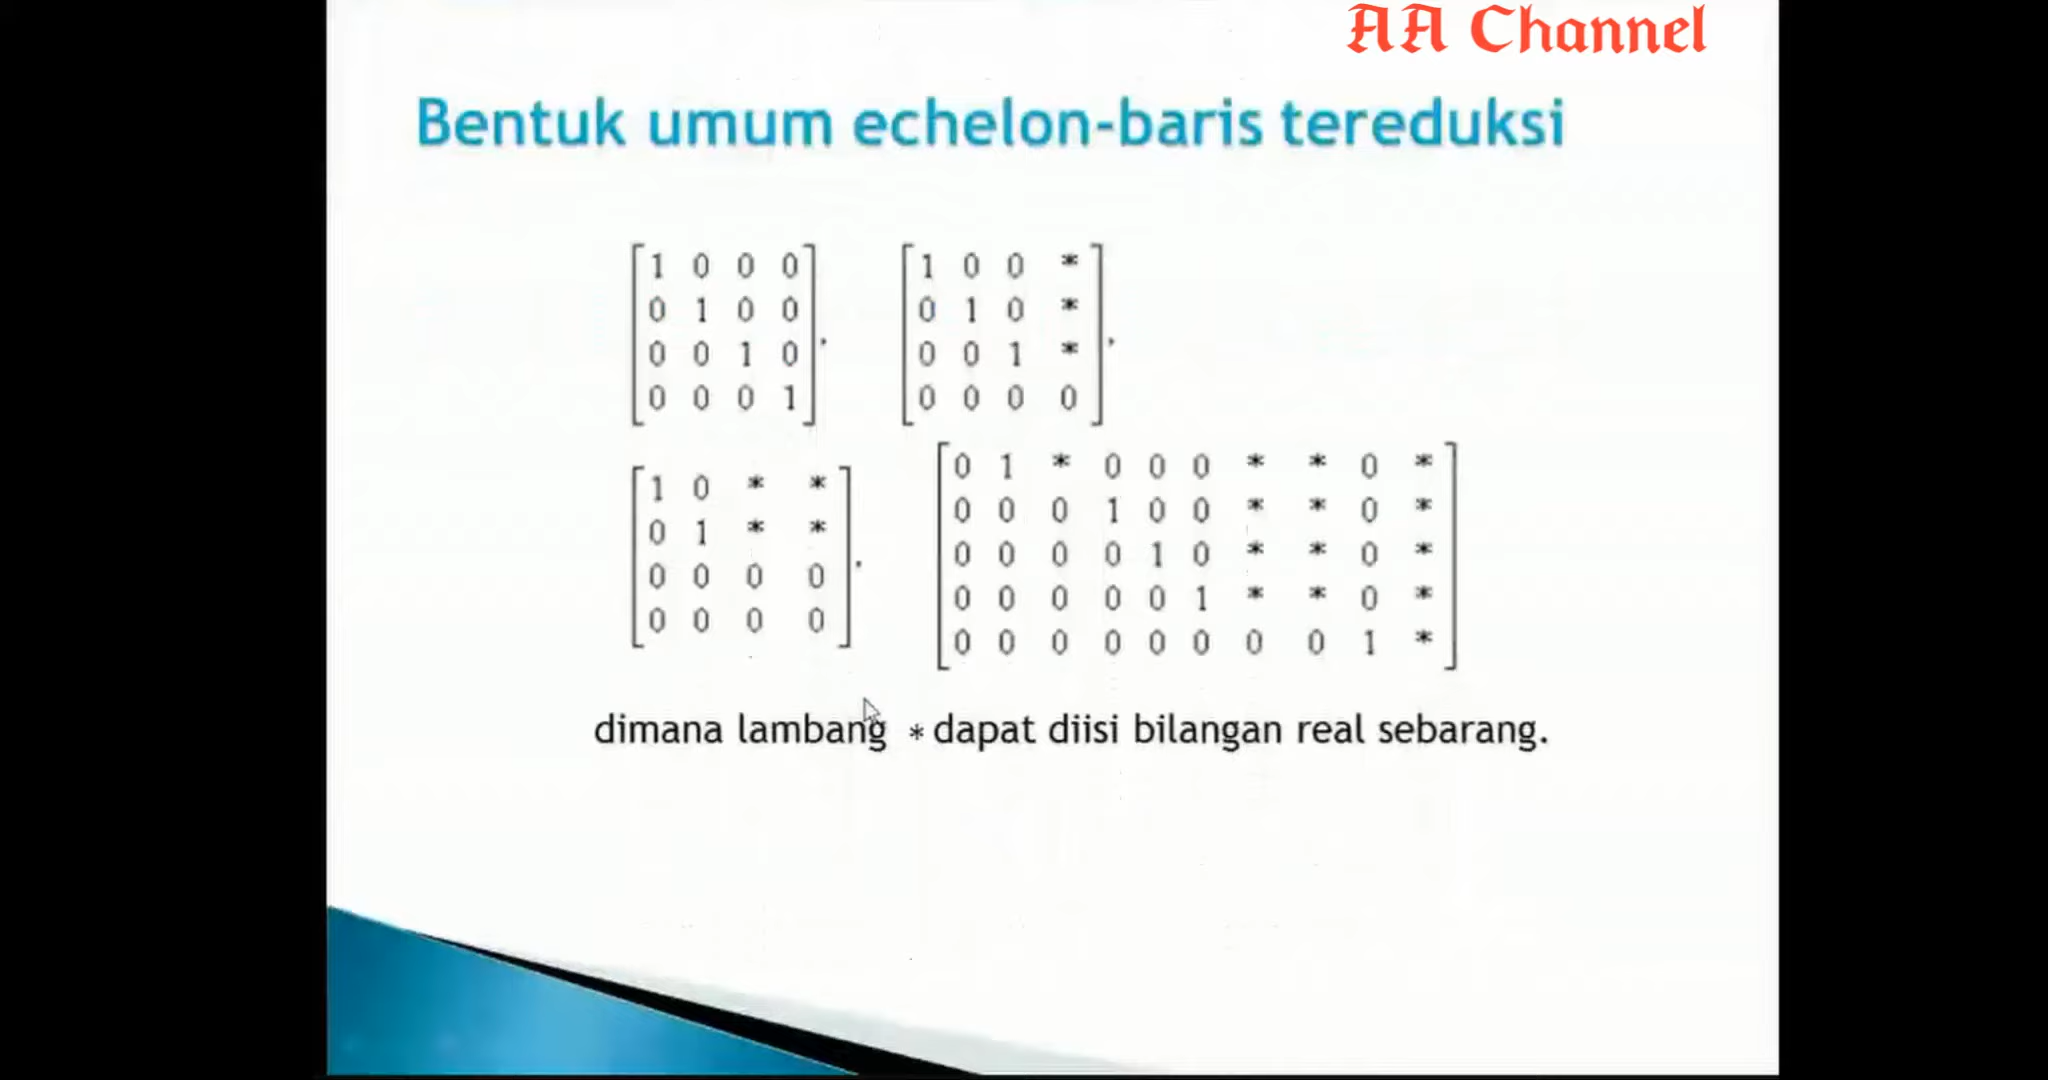 AA Channel
Bentuk umum echelon-baris tereduksi
1 0 0 0
0 1 0 0
0 0 1 0
0 0 0 1
,
1 0 0 *
0 1 0 *
0 0 1 *
0 0 0 0
,
1 0 * *
0 1 * *
0 0 0 0
0 0 0 0
.
0 1 * 0 0 0 * * 0 *
0 0 0 1 0 0 * * 0 *
0 0 0 0 1 0 * * 0 *
0 0 0 0 0 1 * * 0 *
0 0 0 0 0 0 0 0 1 *
dimana lambang * dapat diisi bilangan real sebarang.